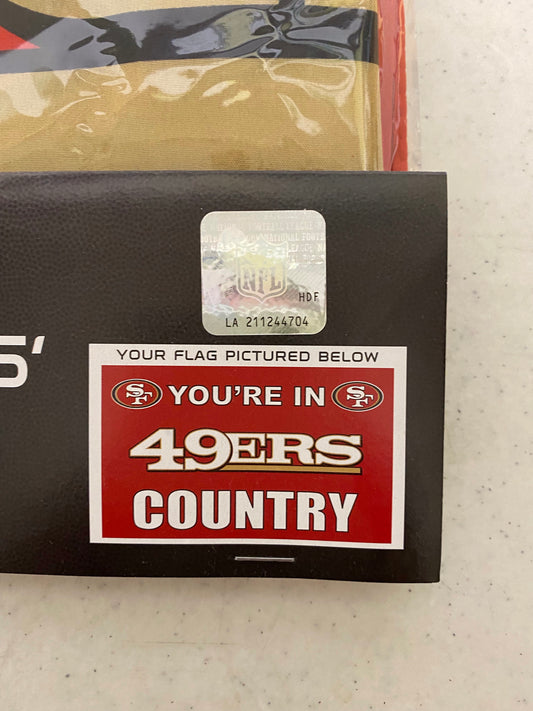 NFL
HDF
LA 211244704
5'
YOUR FLAG PICTURED BELOW
SF YOU'RE IN SF
49ERS
COUNTRY